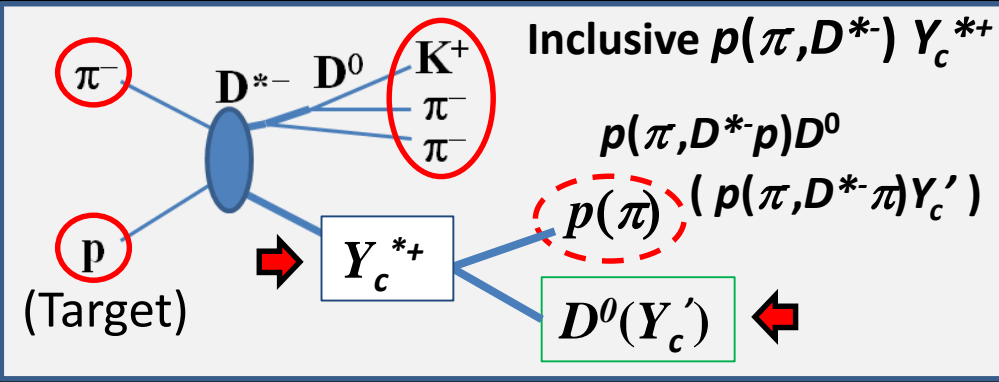 Inclusive p(π,D*-) Yc*+
π−
D*−
D0
K+
π−
π−
p(π,D*-p)D0
p(π)
( p(π,D*-π)Yc’ )
p
(Target)
Yc*+
D0(Yc’)